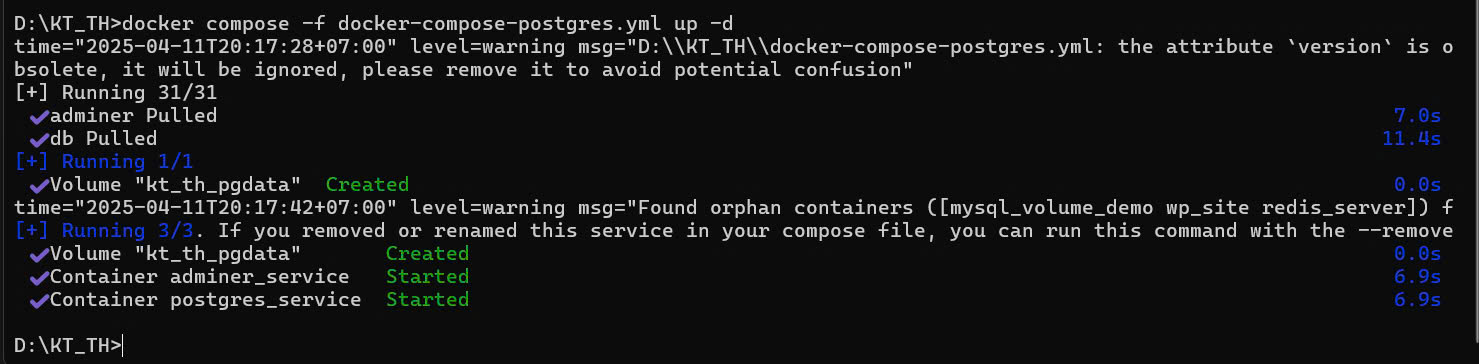 D:\KT_TH>docker compose -f docker-compose-postgres.yml up -d
time="2025-04-11T20:17:28+07:00" level=warning msg="D:\\KT_TH\\docker-compose-postgres.yml: the attribute `version` is o
bsolete, it will be ignored, please remove it to avoid potential confusion"
[+] Running 31/31
✔adminer Pulled 7.0s
✔db Pulled 11.4s
[+] Running 1/1
✔Volume "kt_th_pgdata" Created 0.0s
time="2025-04-11T20:17:42+07:00" level=warning msg="Found orphan containers ([mysql_volume_demo wp_site redis_server]) f
[+] Running 3/3. If you removed or renamed this service in your compose file, you can run this command with the --remove
✔Volume "kt_th_pgdata" Created 0.0s
✔Container adminer_service Started 6.9s
✔Container postgres_service Started 6.9s
D:\KT_TH>